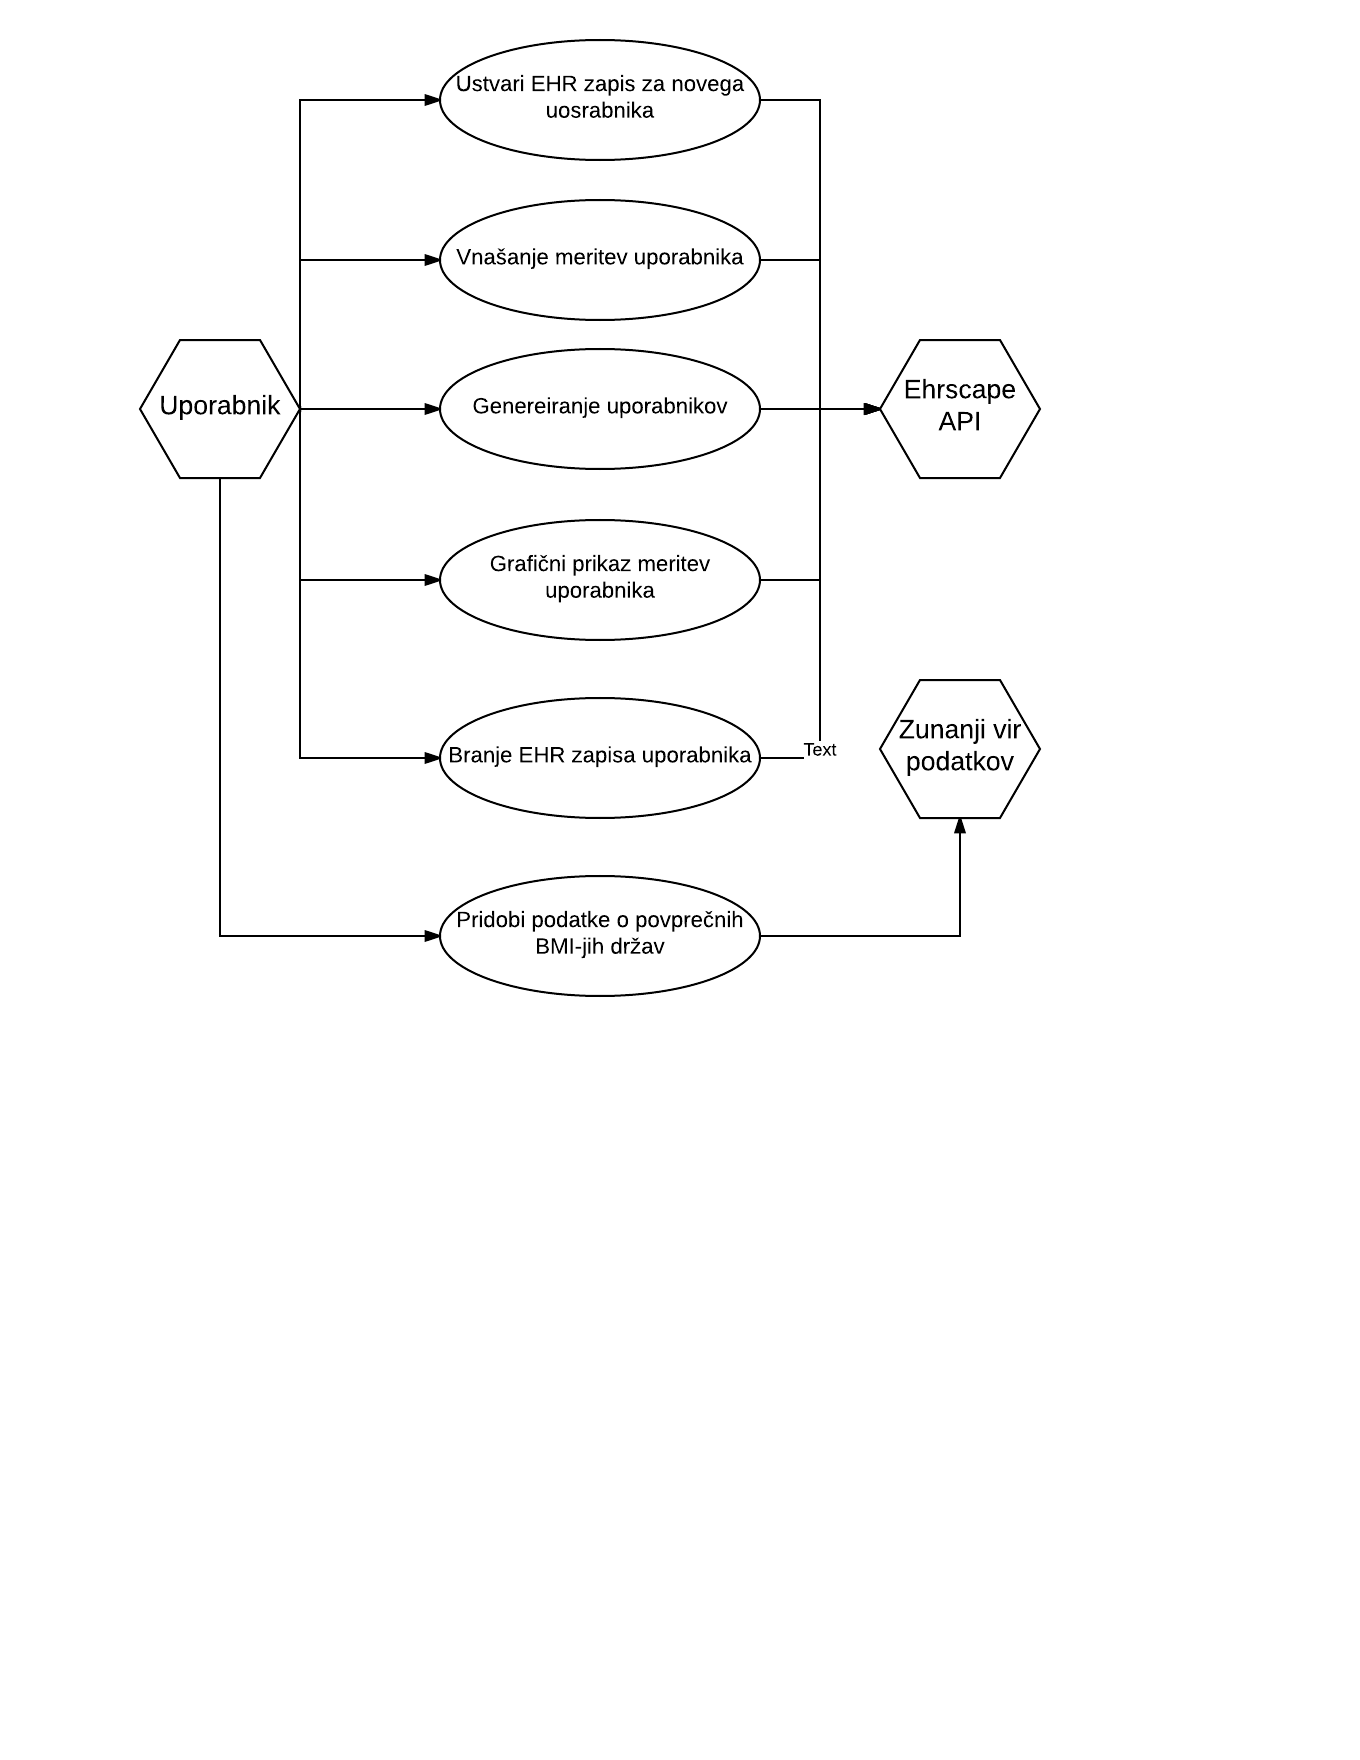 Ustvari EHR zapis za novega
uosrabnika
Vnašanje meritev uporabnika
Uporabnik
Genereiranje uporabnikov
Ehrscape
API
Grafični prikaz meritev
uporabnika
Zunanji vir
podatkov
Text
Branje EHR zapisa uporabnika
Pridobi podatke o povprečnih
BMI-jih držav